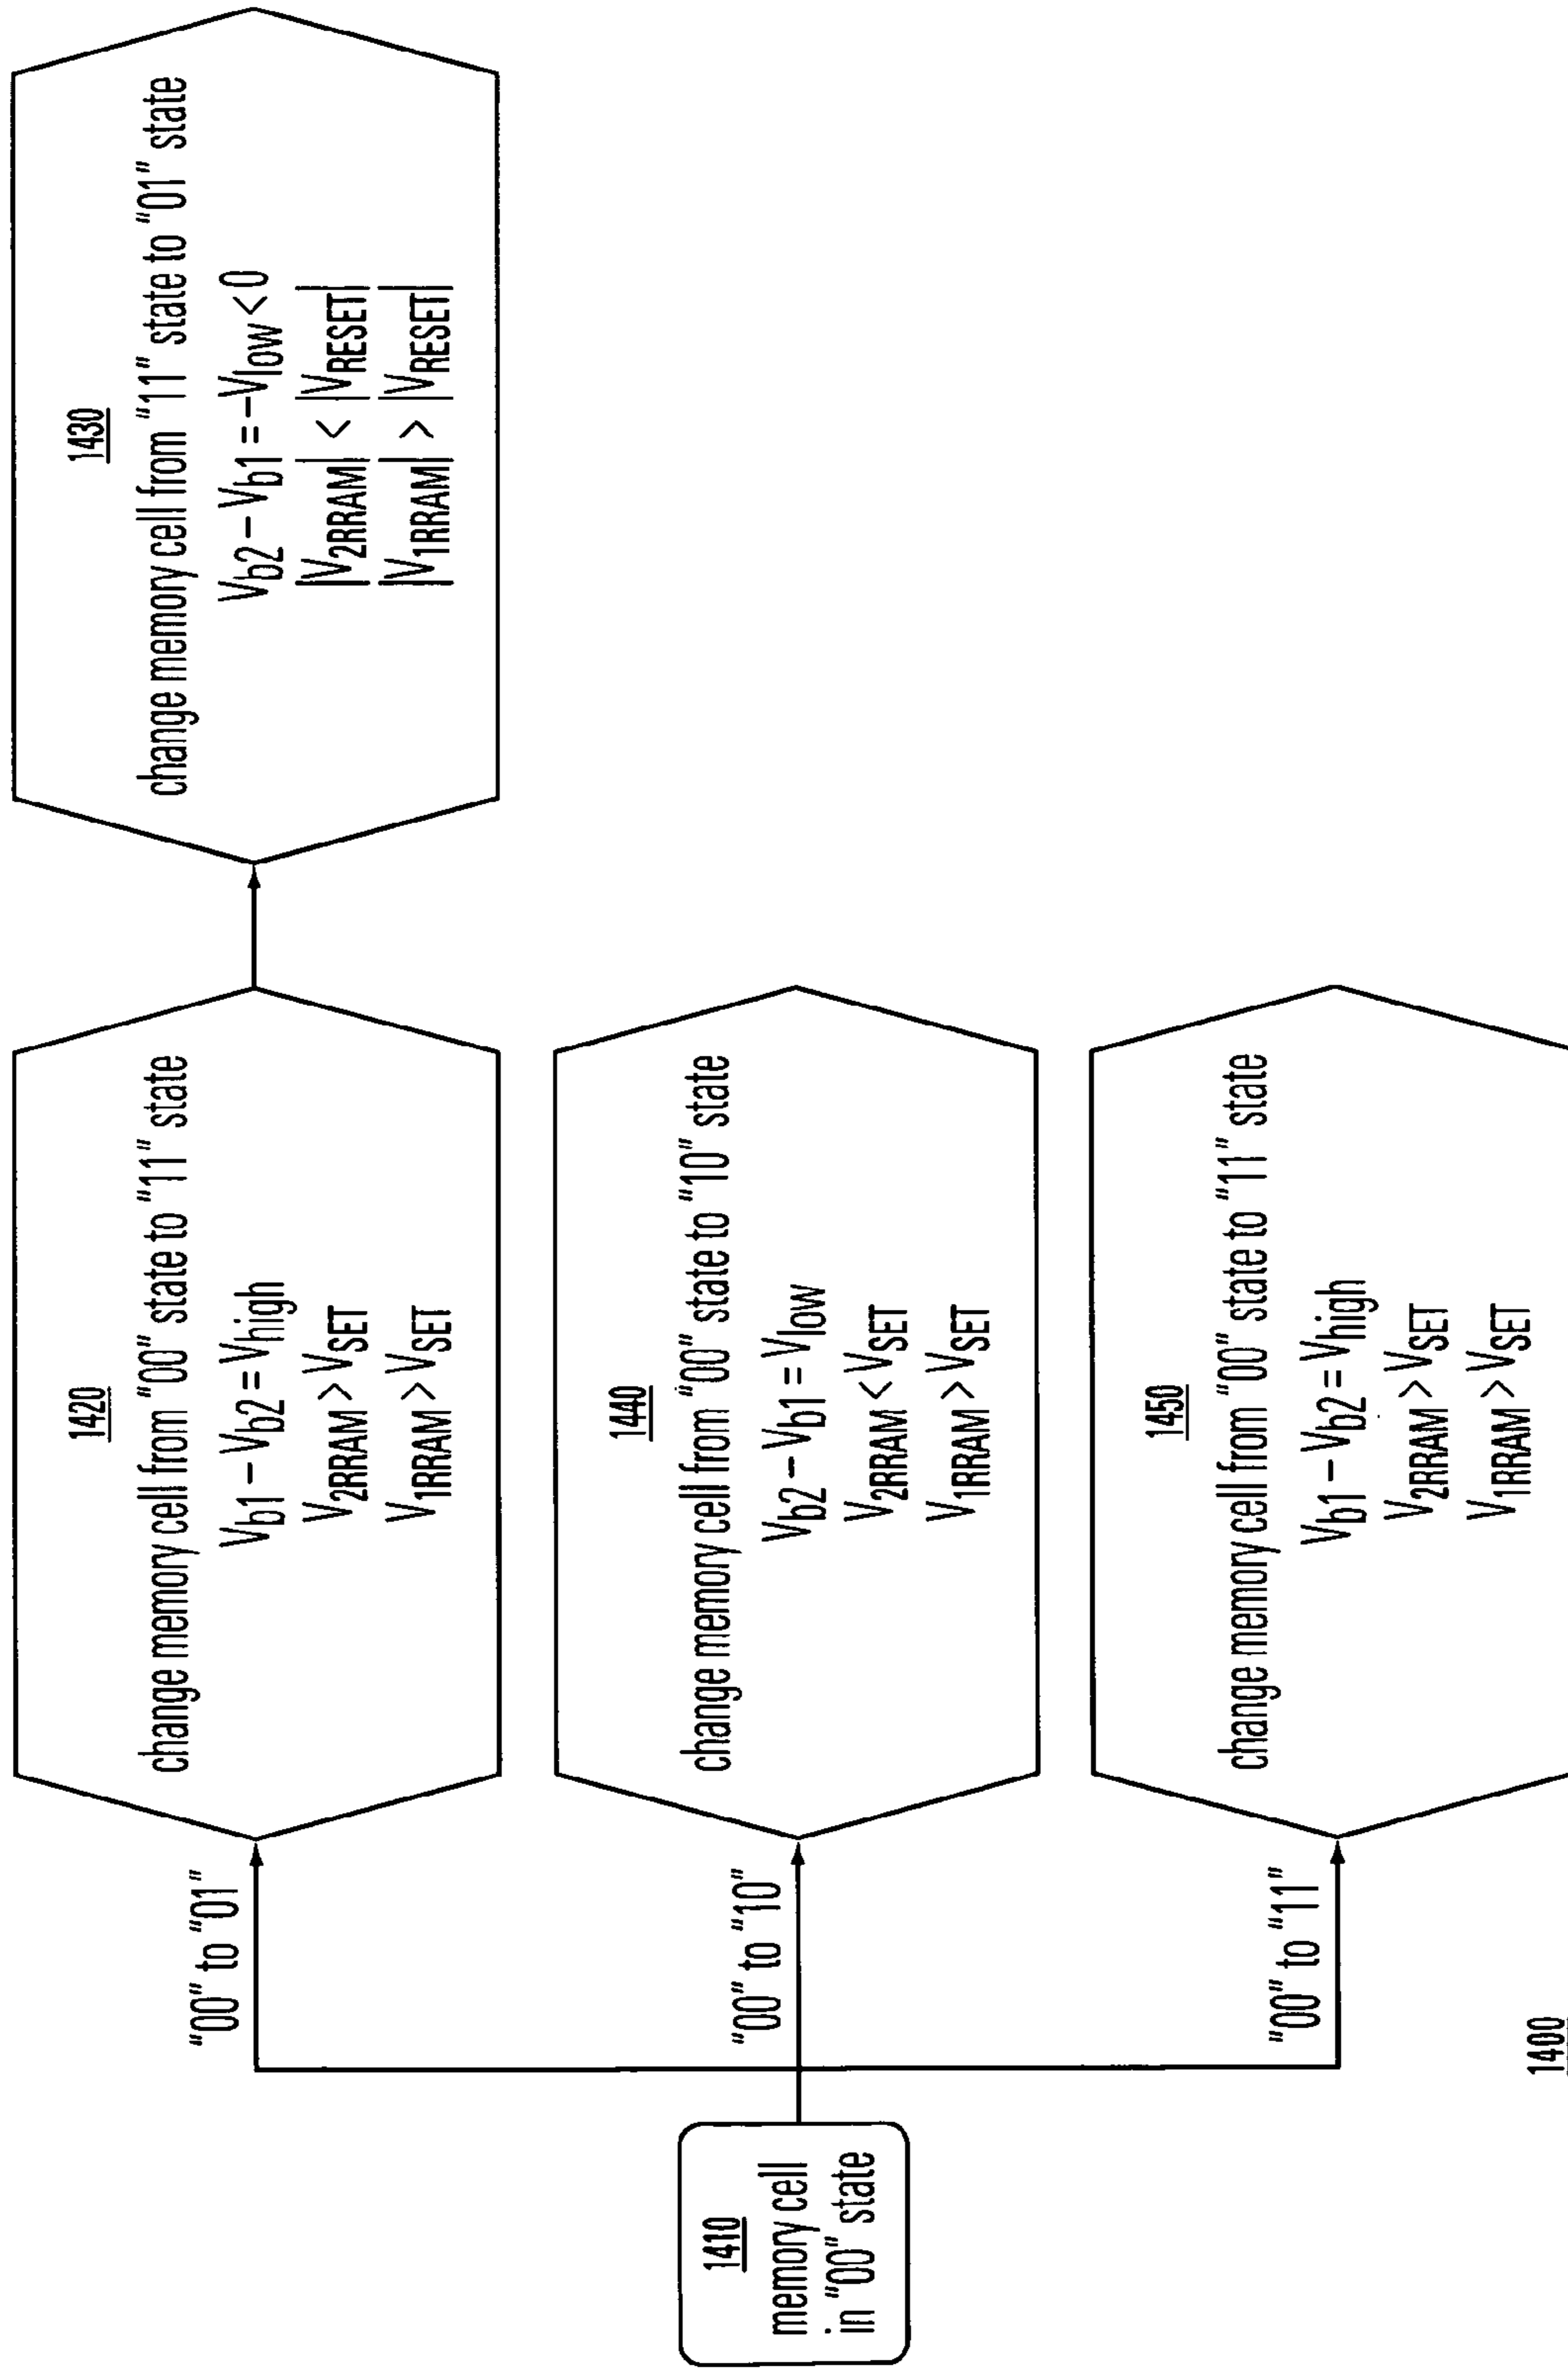 1410
memory cell
in "00" state
"00" to "01"
1420
change memory cell from "00" state to "11" state
Vb1 – Vb2 = Vhigh
V2RRAM > VSET
V1RRAM > VSET
1430
change memory cell from "11" state to "01" state
Vb2 – Vb1 = –Vlow < 0
|V2RRAM| < |VRESET|
|V1RRAM| > |VRESET|
"00" to "10"
1440
change memory cell from "00" state to "10" state
Vb2 – Vb1 = Vlow
V2RRAM < VSET
V1RRAM > VSET
"00" to "11"
1450
change memory cell from "00" state to "11" state
Vb1 – Vb2 = Vhigh
V2RRAM > VSET
V1RRAM > VSET
1400